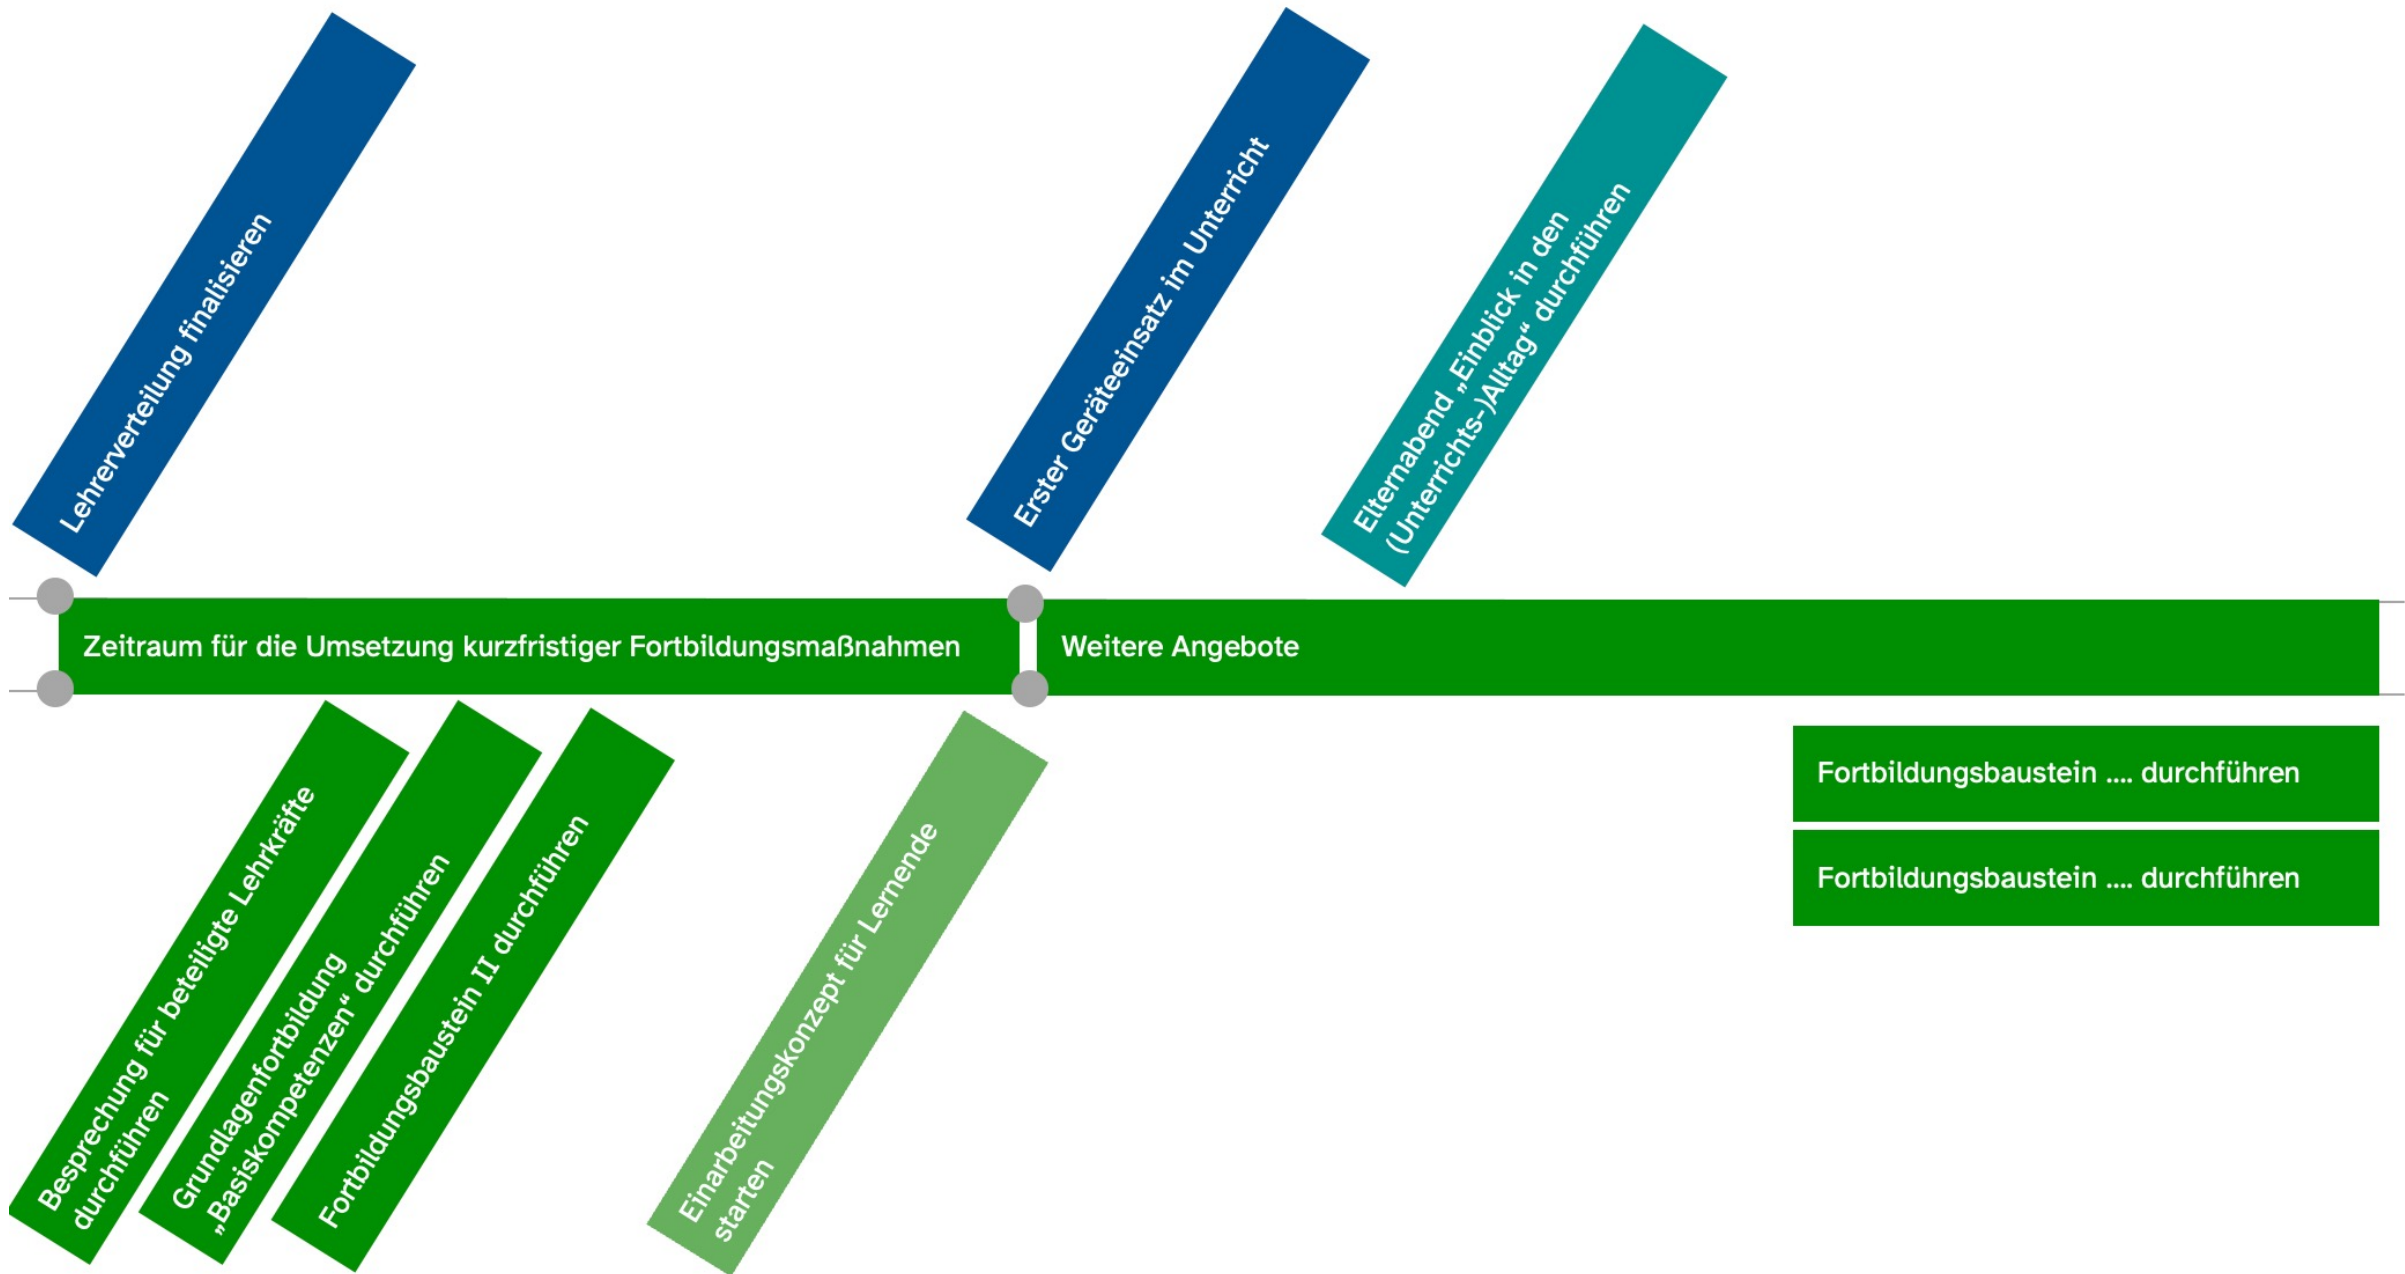 Lehrerverteilung finalisieren
Erster Geräteeinsatz im Unterricht
Elternabend „Einblick in den
(Unterrichts-)Alltag“ durchführen
Zeitraum für die Umsetzung kurzfristiger Fortbildungsmaßnahmen
Weitere Angebote
Besprechung für beteiligte Lehrkräfte
durchführen
Grundlagenfortbildung
„Basiskompetenzen“ durchführen
Fortbildungsbaustein II durchführen
Einarbeitungskonzept für Lernende
starten
Fortbildungsbaustein .... durchführen
Fortbildungsbaustein .... durchführen